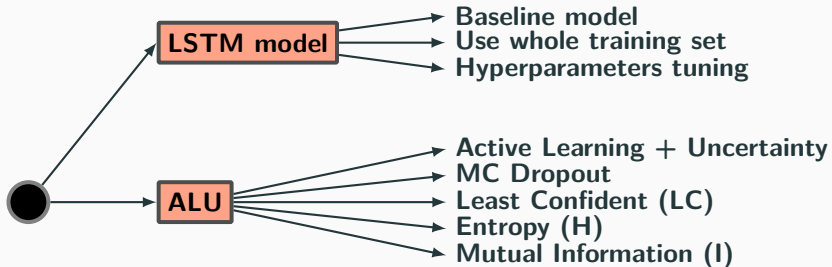 LSTM model
Baseline model
Use whole training set
Hyperparameters tuning
ALU
Active Learning + Uncertainty
MC Dropout
Least Confident (LC)
Entropy (H)
Mutual Information (I)